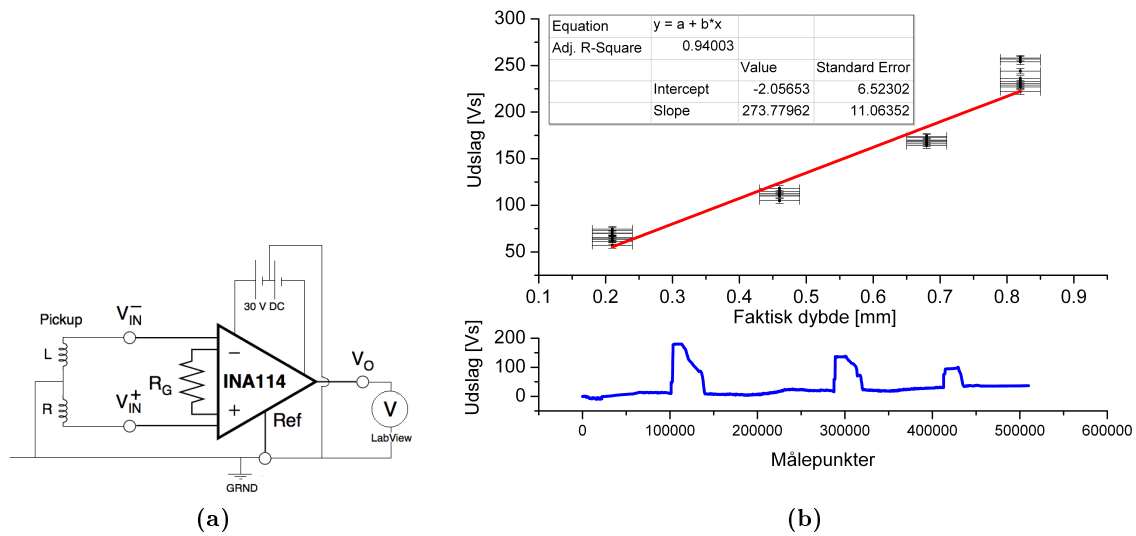 30 V DC
Pickup
V⁻IN
L
RG
INA114
−
+
VO
R
V⁺IN
Ref
V
LabView
GRND
(a)
Equation y = a + b*x
Adj. R-Square 0.94003
Value Standard Error
Intercept -2.05653 6.52302
Slope 273.77962 11.06352
Udslag [Vs]
300
250
200
150
100
50
0.1 0.2 0.3 0.4 0.5 0.6 0.7 0.8 0.9
Faktisk dybde [mm]
Udslag [Vs]
200
100
0
0 100000 200000 300000 400000 500000 600000
Målepunkter
(b)